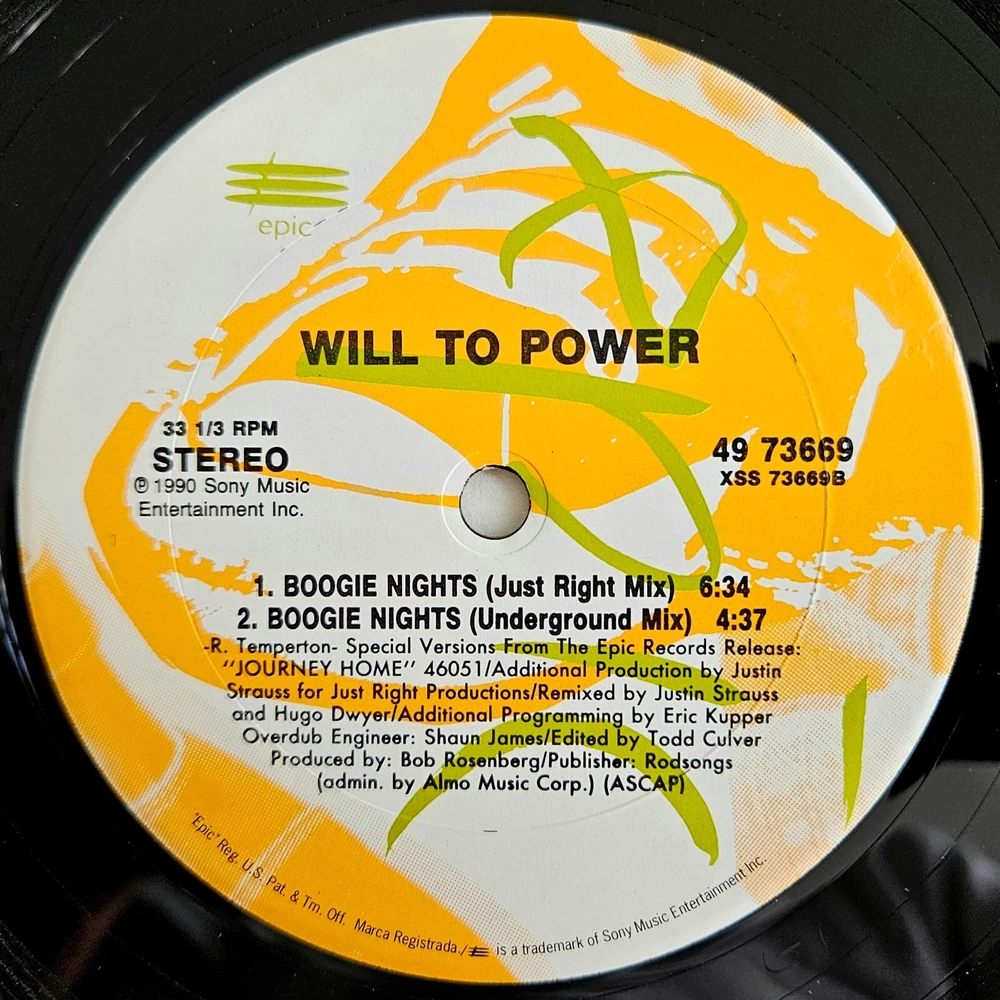 epic
WILL TO POWER
33 1/3 RPM
STEREO
℗ 1990 Sony Music
Entertainment Inc.
49 73669
XSS 73669B
1. BOOGIE NIGHTS (Just Right Mix) 6:34
2. BOOGIE NIGHTS (Underground Mix) 4:37
-R. Temperton- Special Versions From The Epic Records Release:
"JOURNEY HOME" 46051/Additional Production by Justin
Strauss for Just Right Productions/Remixed by Justin Strauss
and Hugo Dwyer/Additional Programming by Eric Kupper
Overdub Engineer: Shaun James/Edited by Todd Culver
Produced by: Bob Rosenberg/Publisher: Rodsongs
(admin. by Almo Music Corp.) (ASCAP)
"Epic" Reg. U.S. Pat. & Tm. Off. Marca Registrada./ is a trademark of Sony Music Entertainment Inc.